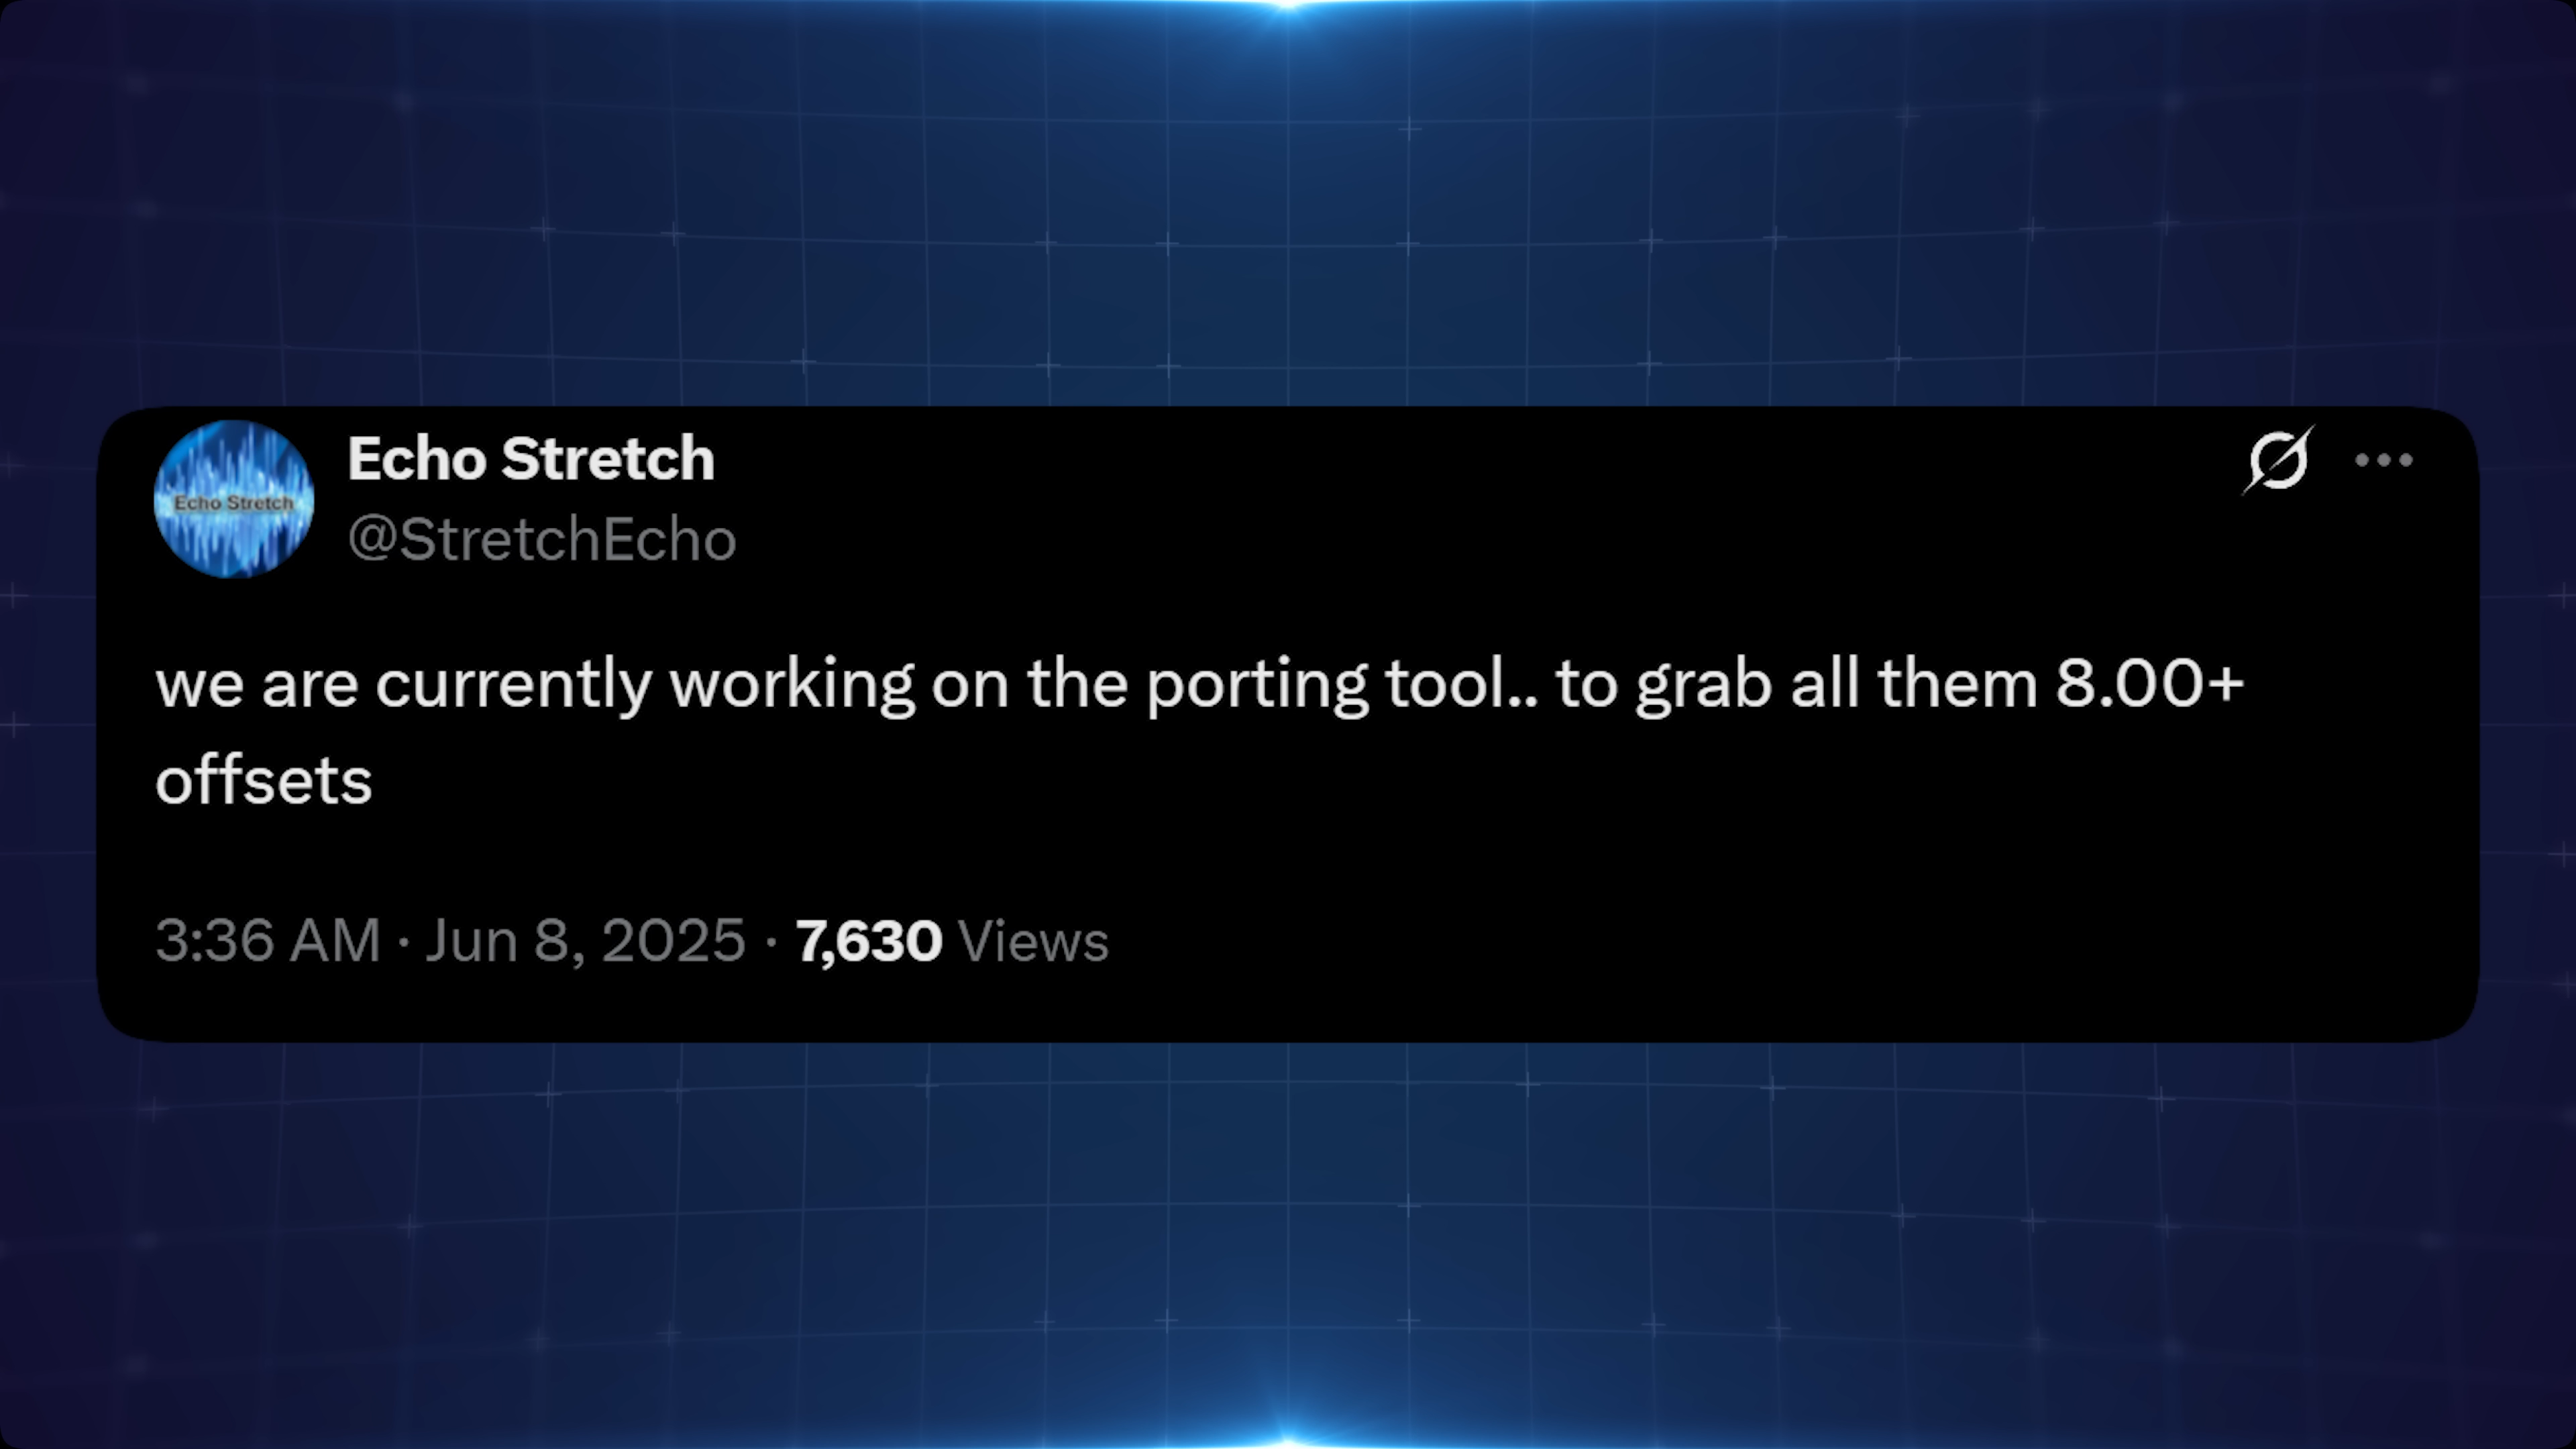 Echo Stretch
Echo Stretch
@StretchEcho
we are currently working on the porting tool.. to grab all them 8.00+
offsets
3:36 AM · Jun 8, 2025 · 7,630 Views